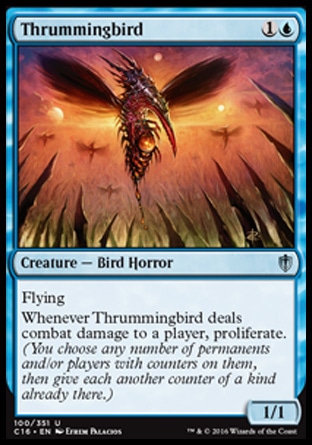 Thrummingbird 1
Creature — Bird Horror
Flying
Whenever Thrummingbird deals
combat damage to a player, proliferate.
(You choose any number of permanents
and/or players with counters on them,
then give each another counter of a kind
already there.)
1/1
100/351 U
C16 • EN Efrem Palacios
™ & © 2016 Wizards of the Coast